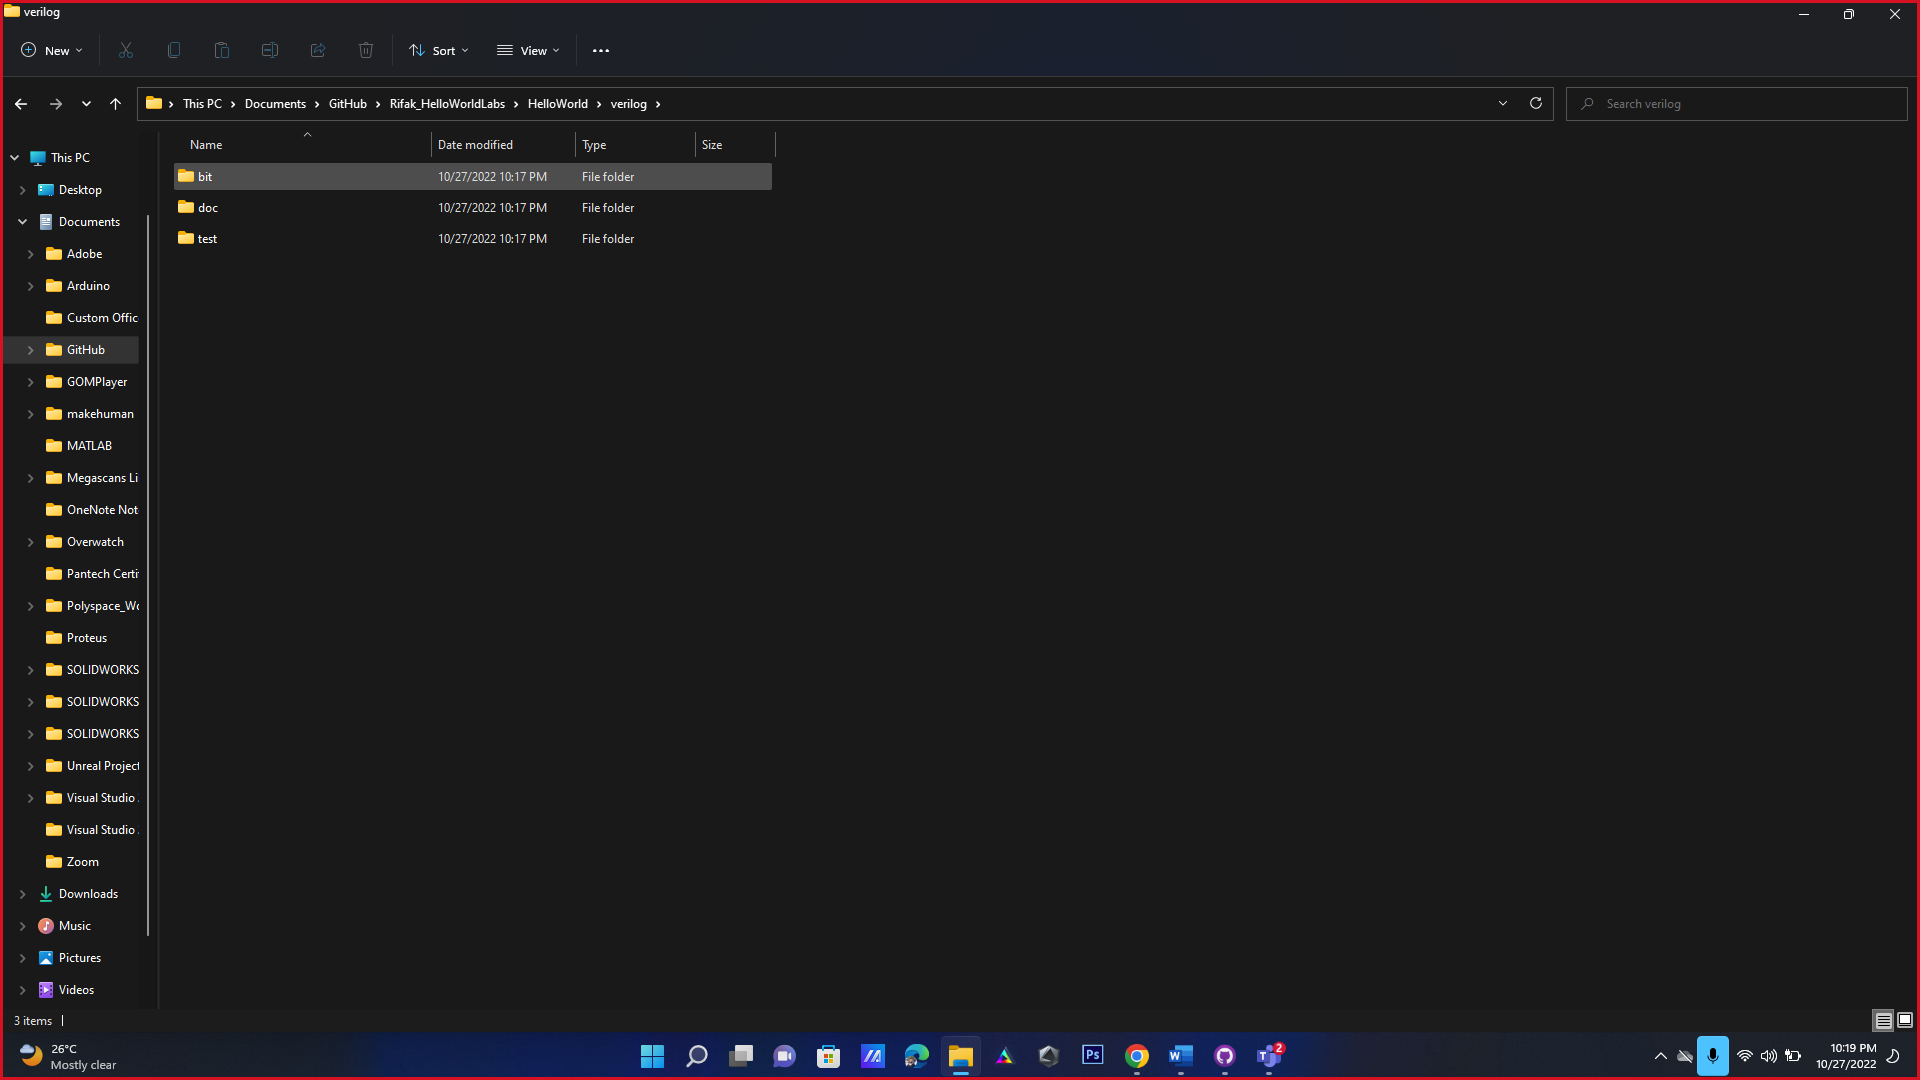 verilog
New
Sort
View
This PC
Documents
GitHub
Rifak_HelloWorldLabs
HelloWorld
verilog
Search verilog
Name
Date modified
Type
Size
bit
10/27/2022 10:17 PM
File folder
doc
10/27/2022 10:17 PM
File folder
test
10/27/2022 10:17 PM
File folder
This PC
Desktop
Documents
Adobe
Arduino
Custom Offic
GitHub
GOMPlayer
makehuman
MATLAB
Megascans Li
OneNote Not
Overwatch
Pantech Certi
Polyspace_Wo
Proteus
SOLIDWORKS
SOLIDWORKS
SOLIDWORKS
Unreal Project
Visual Studio
Visual Studio
Zoom
Downloads
Music
Pictures
Videos
3 items
26°C
Mostly clear
Ps
W
T
2
10:19 PM
10/27/2022